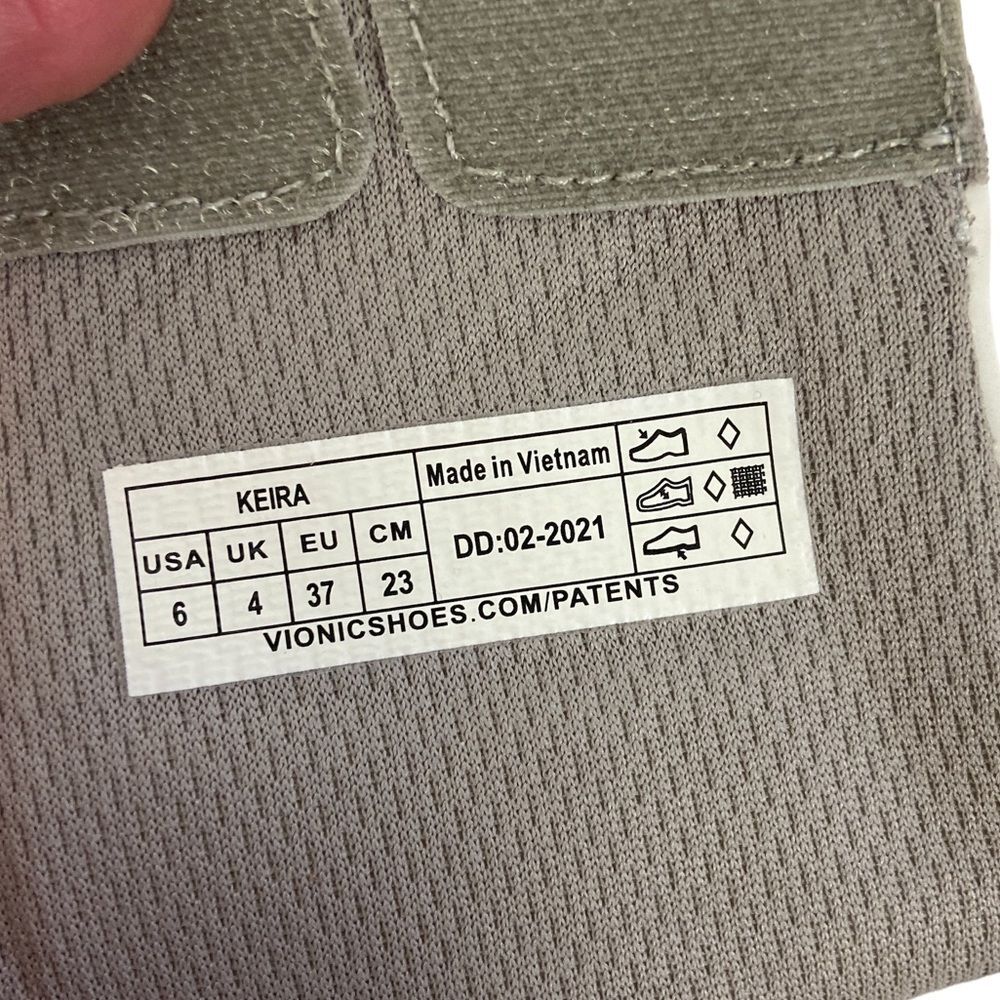 KEIRA
Made in Vietnam
USA UK EU CM
DD:02-2021
6 4 37 23
VIONICSHOES.COM/PATENTS